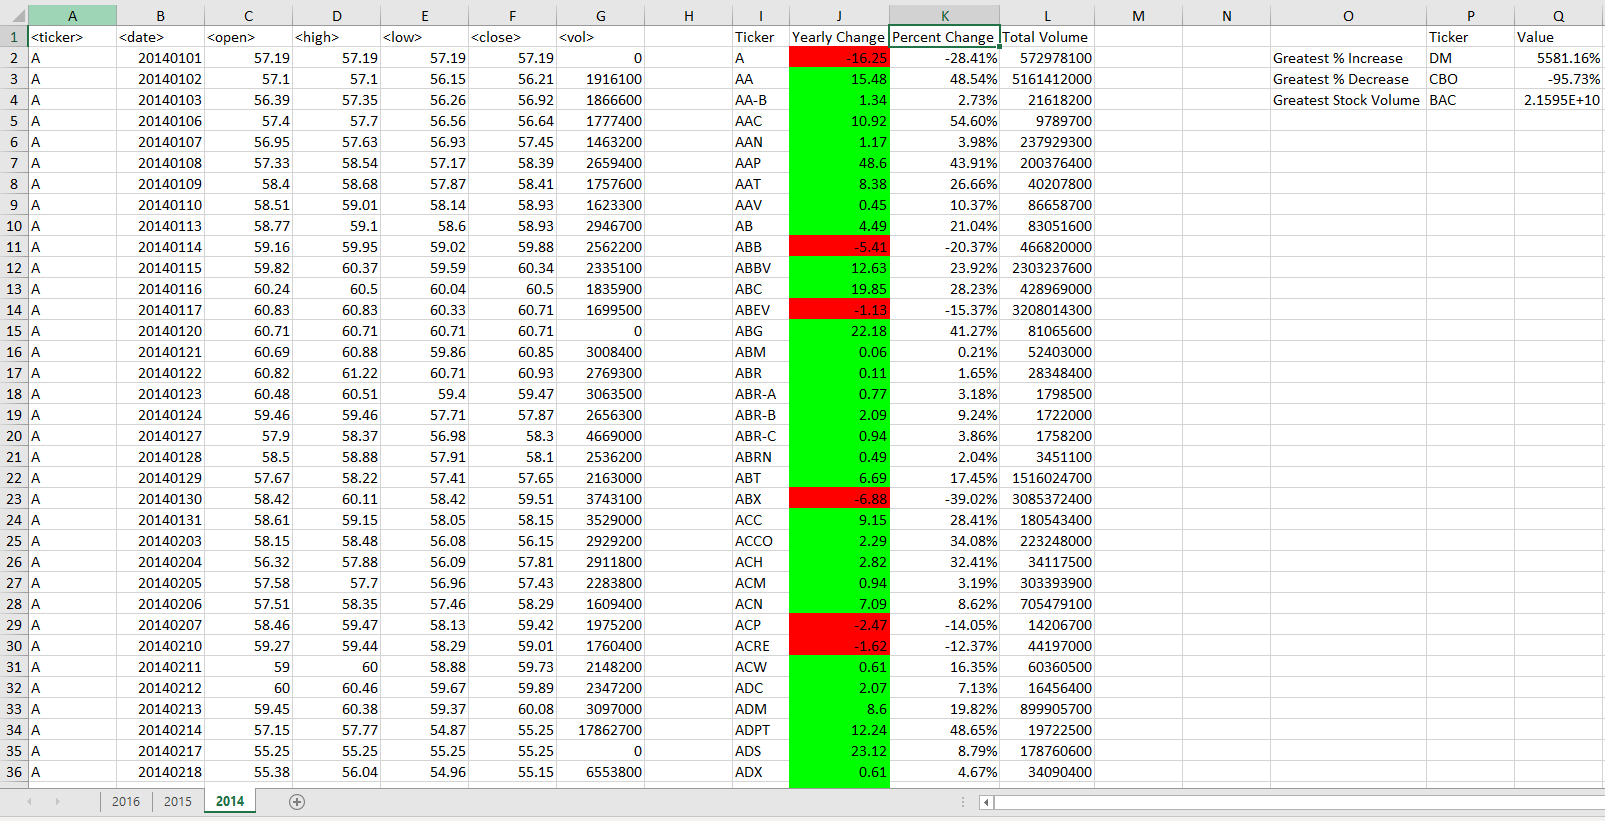 A B C D E F G H I J K L M N O P Q
1 <ticker> <date> <open> <high> <low> <close> <vol> Ticker Yearly Change Percent Change Total Volume Ticker Value
2 A 20140101 57.19 57.19 57.19 57.19 0 A -16.25 -28.41% 572978100 Greatest % Increase DM 5581.16%
3 A 20140102 57.1 57.1 56.15 56.21 1916100 AA 15.48 48.54% 5161412000 Greatest % Decrease CBO -95.73%
4 A 20140103 56.39 57.35 56.26 56.92 1866600 AA-B 1.34 2.73% 21618200 Greatest Stock Volume BAC 2.1595E+10
5 A 20140106 57.4 57.7 56.56 56.64 1777400 AAC 10.92 54.60% 9789700
6 A 20140107 56.95 57.63 56.93 57.45 1463200 AAN 1.17 3.98% 237929300
7 A 20140108 57.33 58.54 57.17 58.39 2659400 AAP 48.6 43.91% 200376400
8 A 20140109 58.4 58.68 57.87 58.41 1757600 AAT 8.38 26.66% 40207800
9 A 20140110 58.51 59.01 58.14 58.93 1623300 AAV 0.45 10.37% 86658700
10 A 20140113 58.77 59.1 58.6 58.93 2946700 AB 4.49 21.04% 83051600
11 A 20140114 59.16 59.95 59.02 59.88 2562200 ABB -5.41 -20.37% 466820000
12 A 20140115 59.82 60.37 59.59 60.34 2335100 ABBV 12.63 23.92% 2303237600
13 A 20140116 60.24 60.5 60.04 60.5 1835900 ABC 19.85 28.23% 428969000
14 A 20140117 60.83 60.83 60.33 60.71 1699500 ABEV -1.13 -15.37% 3208014300
15 A 20140120 60.71 60.71 60.71 60.71 0 ABG 22.18 41.27% 81065600
16 A 20140121 60.69 60.88 59.86 60.85 3008400 ABM 0.06 0.21% 52403000
17 A 20140122 60.82 61.22 60.71 60.93 2769300 ABR 0.11 1.65% 28348400
18 A 20140123 60.48 60.51 59.4 59.47 3063500 ABR-A 0.77 3.18% 1798500
19 A 20140124 59.46 59.46 57.71 57.87 2656300 ABR-B 2.09 9.24% 1722000
20 A 20140127 57.9 58.37 56.98 58.3 4669000 ABR-C 0.94 3.86% 1758200
21 A 20140128 58.5 58.88 57.91 58.1 2536200 ABRN 0.49 2.04% 3451100
22 A 20140129 57.67 58.22 57.41 57.65 2163000 ABT 6.69 17.45% 1516024700
23 A 20140130 58.42 60.11 58.42 59.51 3743100 ABX -6.88 -39.02% 3085372400
24 A 20140131 58.61 59.15 58.05 58.15 3529000 ACC 9.15 28.41% 180543400
25 A 20140203 58.15 58.48 56.08 56.15 2929200 ACCO 2.29 34.08% 223248000
26 A 20140204 56.32 57.88 56.09 57.81 2911800 ACH 2.82 32.41% 34117500
27 A 20140205 57.58 57.7 56.96 57.43 2283800 ACM 0.94 3.19% 303393900
28 A 20140206 57.51 58.35 57.46 58.29 1609400 ACN 7.09 8.62% 705479100
29 A 20140207 58.46 59.47 58.13 59.42 1975200 ACP -2.47 -14.05% 14206700
30 A 20140210 59.27 59.44 58.29 59.01 1760400 ACRE -1.62 -12.37% 44197000
31 A 20140211 59 60 58.88 59.73 2148200 ACW 0.61 16.35% 60360500
32 A 20140212 60 60.46 59.67 59.89 2347200 ADC 2.07 7.13% 16456400
33 A 20140213 59.45 60.38 59.37 60.08 3097000 ADM 8.6 19.82% 899905700
34 A 20140214 57.15 57.77 54.87 55.25 17862700 ADPT 12.24 48.65% 19722500
35 A 20140217 55.25 55.25 55.25 55.25 0 ADS 23.12 8.79% 178760600
36 A 20140218 55.38 56.04 54.96 55.15 6553800 ADX 0.61 4.67% 34090400
2016 2015 2014